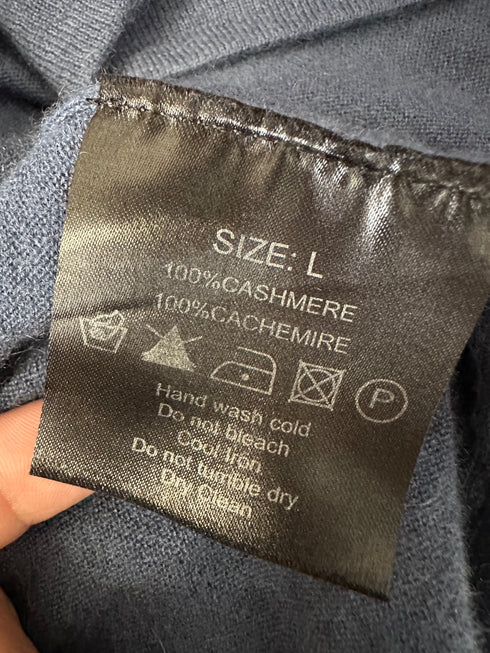 SIZE: L
100%CASHMERE
100%CACHEMIRE
P
Hand wash cold
Do not bleach
Cool Iron
Do not tumble dry
Dry Clean